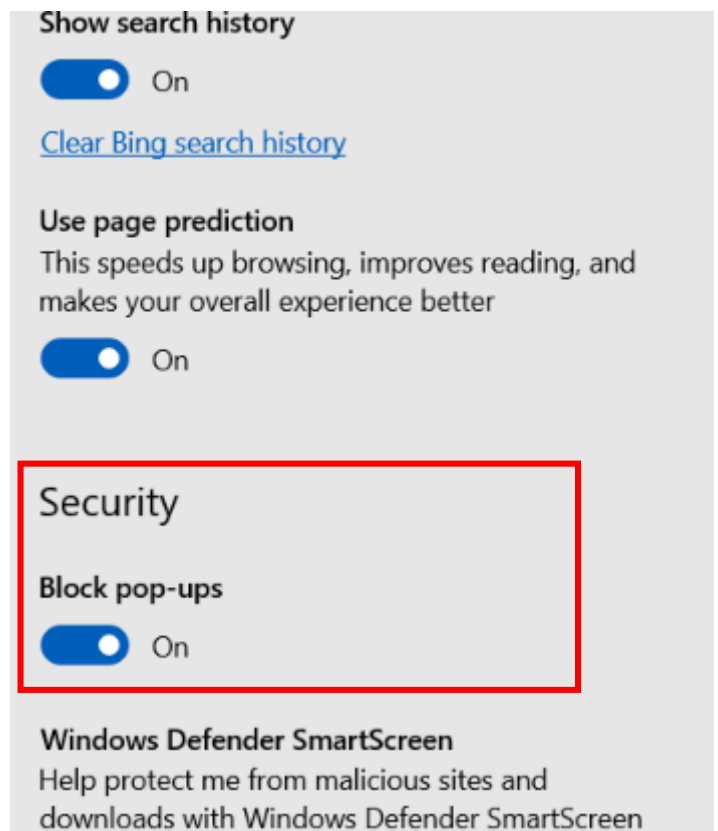 Show search history
On
Clear Bing search history
Use page prediction
This speeds up browsing, improves reading, and
makes your overall experience better
On
Security
Block pop-ups
On
Windows Defender SmartScreen
Help protect me from malicious sites and
downloads with Windows Defender SmartScreen